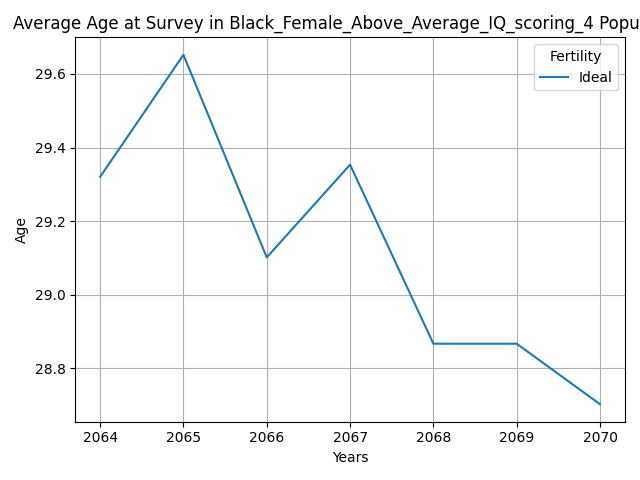 Average Age at Survey in Black_Female_Above_Average_IQ_scoring_4 Popu
Fertility
Ideal
29.6
29.4
29.2
29.0
28.8
Age
2064 2065 2066 2067 2068 2069 2070
Years